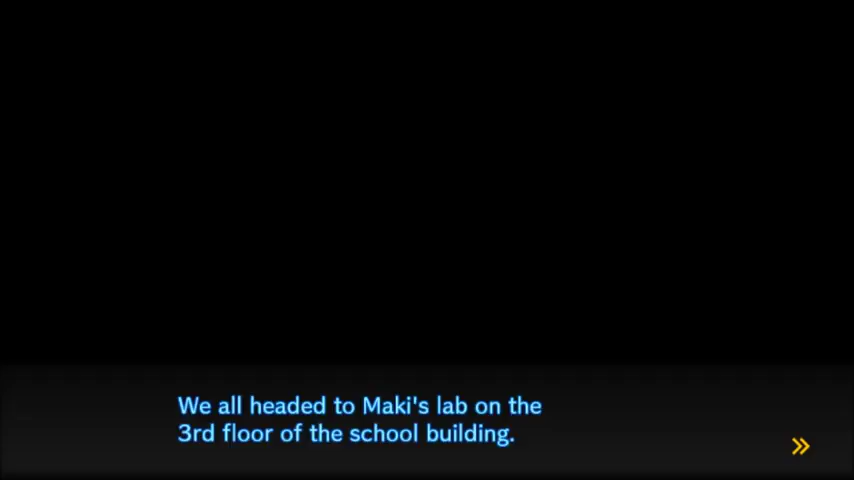 We all headed to Maki's lab on the
3rd floor of the school building.